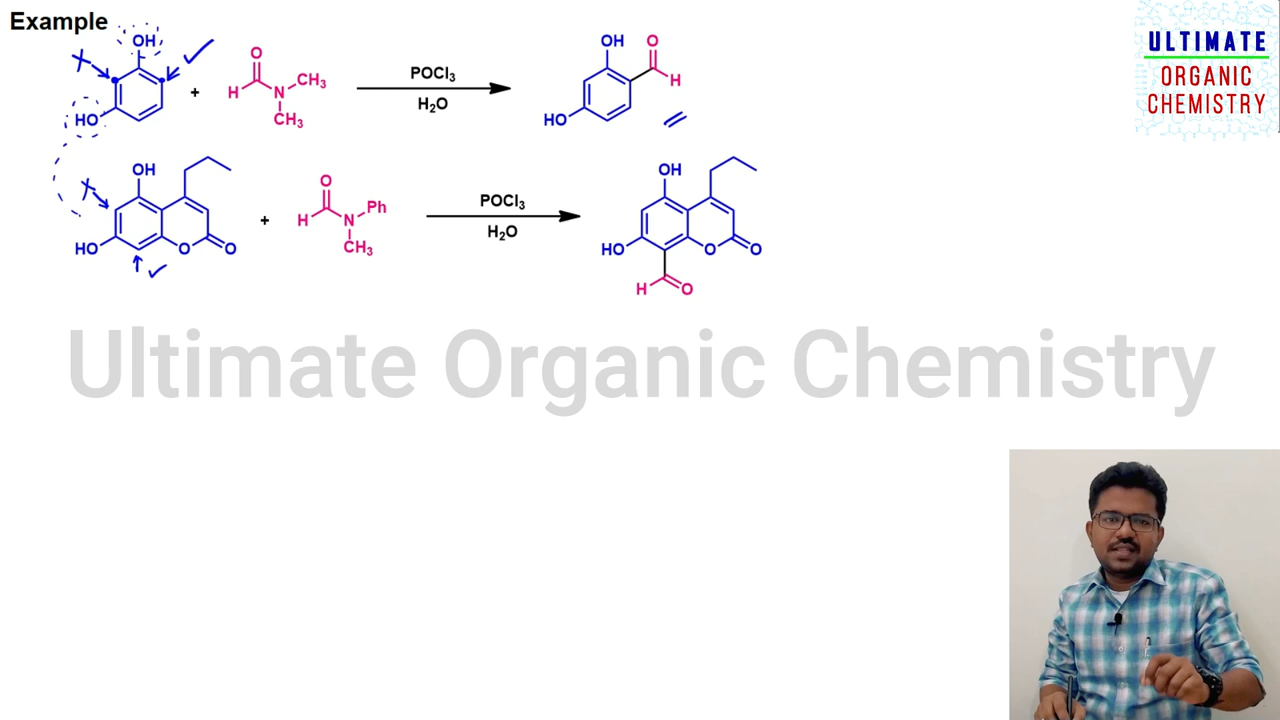 Example
OH
HO
+
O
H
N
CH₃
CH₃
POCl₃
H₂O
OH
O
H
HO
OH
HO
O
O
+
O
H
N
Ph
CH₃
POCl₃
H₂O
OH
HO
O
O
H
O
ULTIMATE
ORGANIC
CHEMISTRY
Ultimate Organic Chemistry